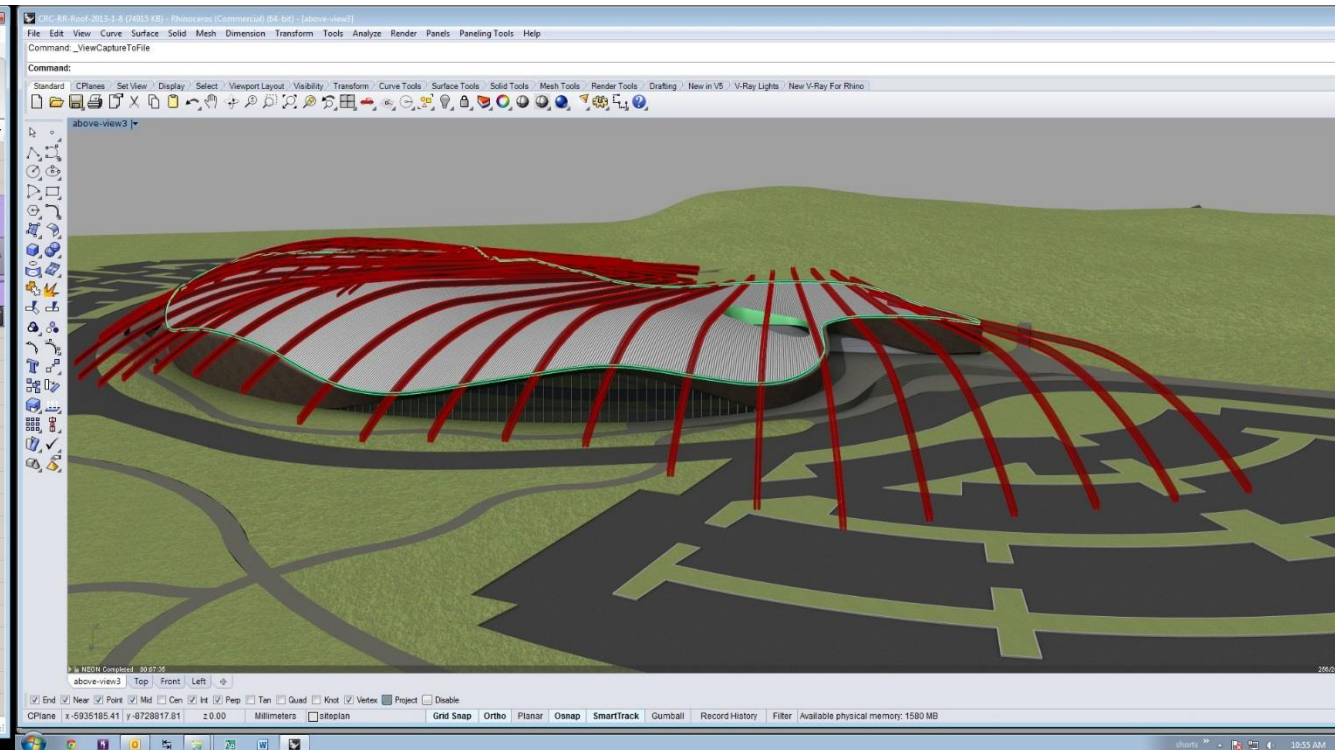 CRC-RR-Roof-2013-1-8 (74915 KB) - Rhinoceros (Commercial) (64-bit) - [above-view3]
File Edit View Curve Surface Solid Mesh Dimension Transform Tools Analyze Render Panels Paneling Tools Help
Command: _ViewCaptureToFile
Command:
Standard CPlanes Set View Display Select Viewport Layout Visibility Transform Curve Tools Surface Tools Solid Tools Mesh Tools Render Tools Drafting New in V5 V-Ray Lights New V-Ray For Rhino
above-view3
NEON Completed 00:07:35
above-view3 Top Front Left
End Near Point Mid Cen Int Perp Tan Quad Knot Vertex Project Disable
CPlane x -5935185.41 y -8728817.81 z 0.00 Millimeters siteplan Grid Snap Ortho Planar Osnap SmartTrack Gumball Record History Filter Available physical memory: 1580 MB
shorts 10:55 AM